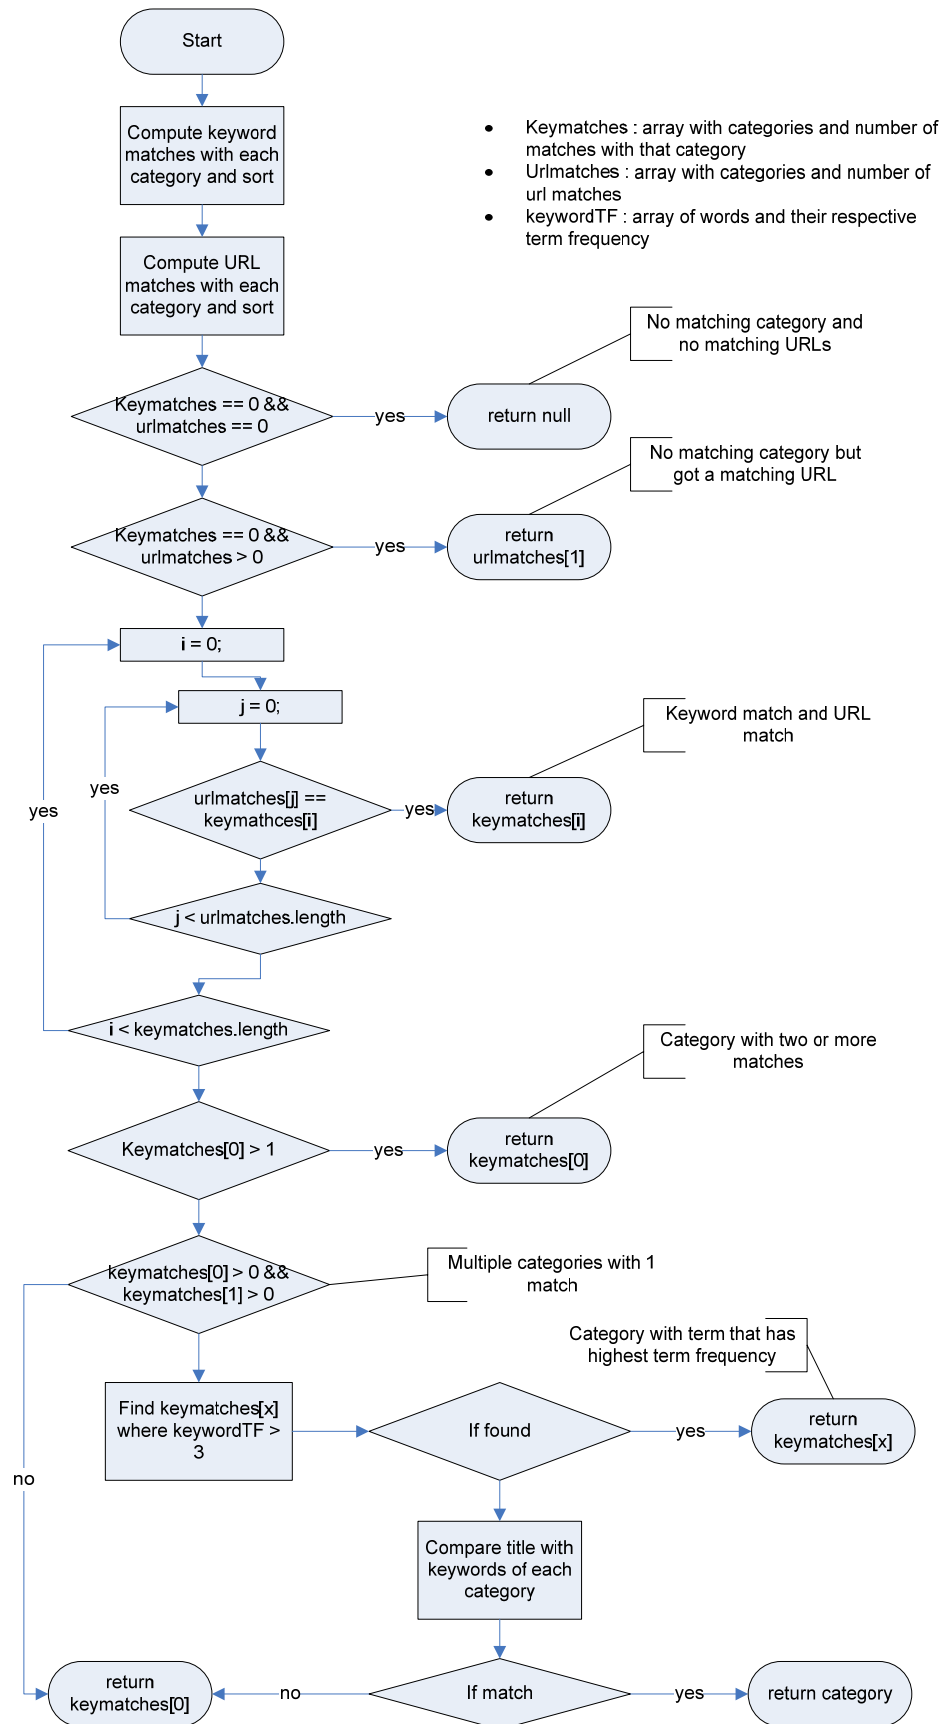 Start
Compute keyword
matches with each
category and sort
• Keymatches : array with categories and number of
matches with that category
• Urlmatches : array with categories and number of
url matches
• keywordTF : array of words and their respective
term frequency
Compute URL
matches with each
category and sort
No matching category and
no matching URLs
Keymatches == 0 &&
urlmatches == 0
yes
return null
No matching category but
got a matching URL
Keymatches == 0 &&
urlmatches > 0
yes
return
urlmatches[1]
i = 0;
j = 0;
Keyword match and URL
match
yes
yes
urlmatches[j] ==
keymathces[i]
yes
return
keymatches[i]
j < urlmatches.length
i < keymatches.length
Category with two or more
matches
Keymatches[0] > 1
yes
return
keymatches[0]
keymatches[0] > 0 &&
keymatches[1] > 0
Multiple categories with 1
match
Category with term that has
highest term frequency
Find keymatches[x]
where keywordTF >
3
If found
yes
return
keymatches[x]
no
Compare title with
keywords of each
category
return
keymatches[0]
no
If match
yes
return category